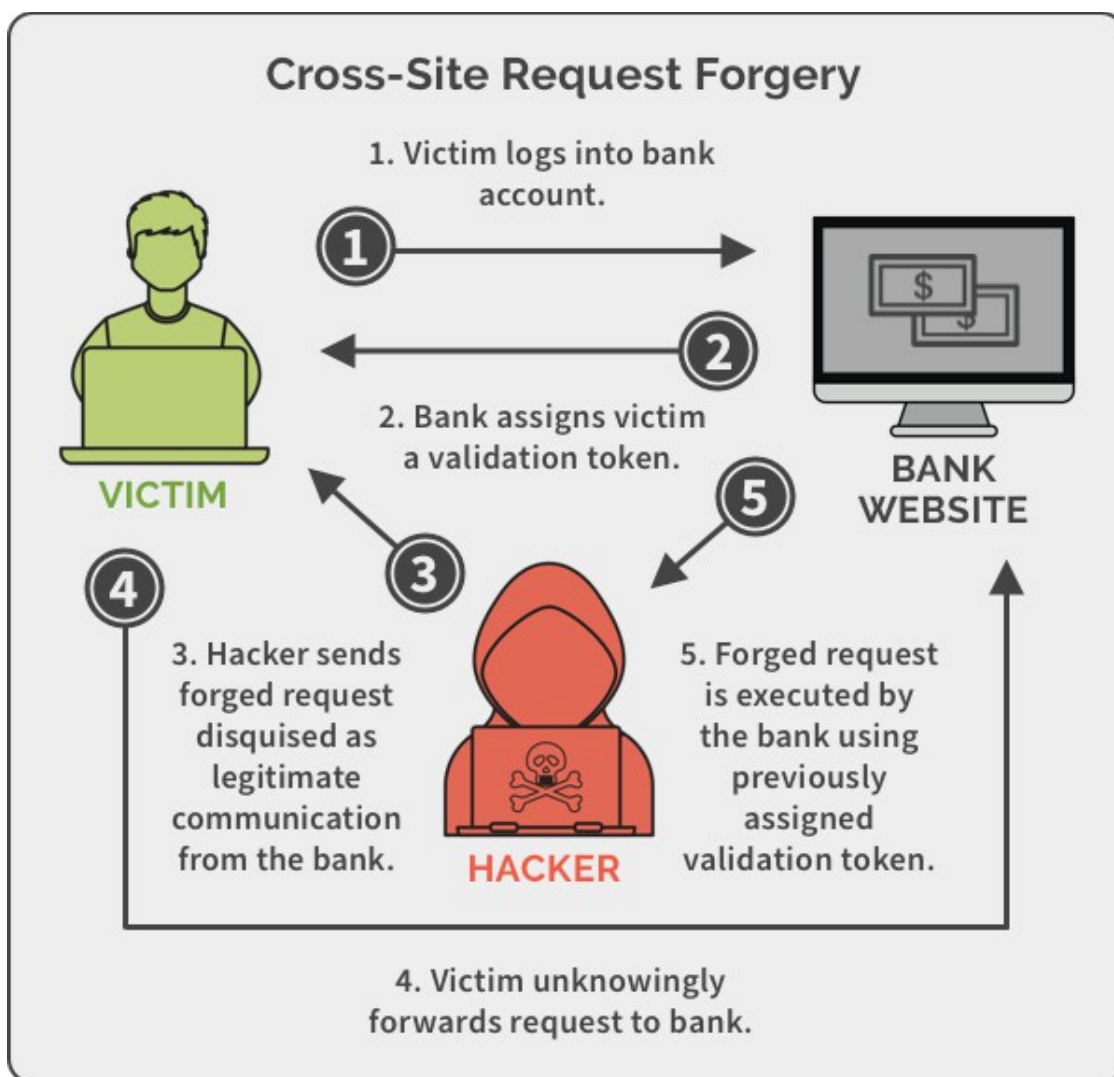 Cross-Site Request Forgery
1. Victim logs into bank
account.
1
2
2. Bank assigns victim
a validation token.
$
$
VICTIM
BANK
WEBSITE
3
4
5
3. Hacker sends
forged request
disquised as
legitimate
communication
from the bank.
HACKER
5. Forged request
is executed by
the bank using
previously
assigned
validation token.
4. Victim unknowingly
forwards request to bank.